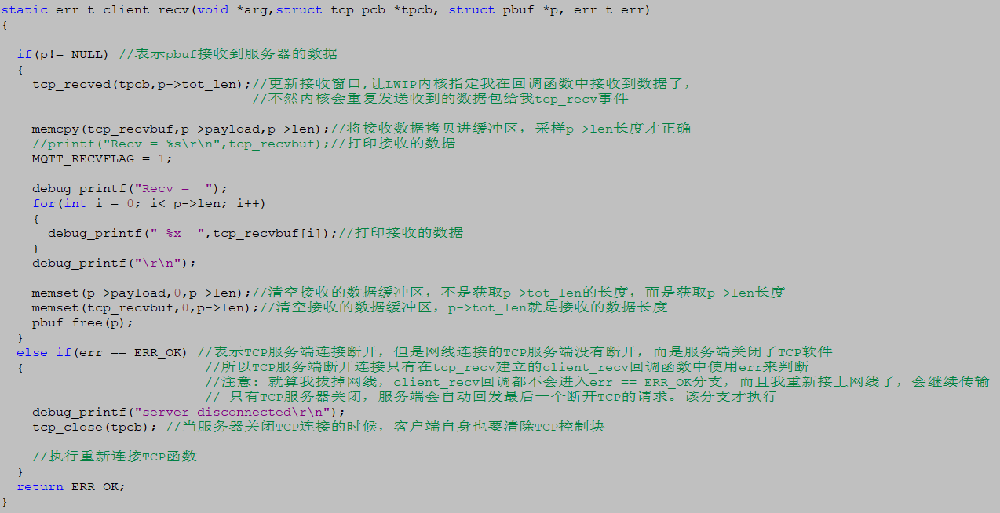 static err_t client_recv(void *arg,struct tcp_pcb *tpcb, struct pbuf *p, err_t err)
{
if(p!= NULL) //表示pbuf接收到服务器的数据
{
tcp_recved(tpcb,p->tot_len);//更新接收窗口,让LWIP内核指定我在回调函数中接收到数据了,
//不然内核会重复发送收到的数据包给我tcp_recv事件
memcpy(tcp_recvbuf,p->payload,p->len);//将接收数据拷贝进缓冲区，采样p->len长度才正确
//printf("Recv = %s\r\n",tcp_recvbuf);//打印接收的数据
MQTT_RECVFLAG = 1;
debug_printf("Recv =  ");
for(int i = 0; i< p->len; i++)
{
debug_printf(" %x  ",tcp_recvbuf[i]);//打印接收的数据
}
debug_printf("\r\n");
memset(p->payload,0,p->len);//清空接收的数据缓冲区，不是获取p->tot_len的长度，而是获取p->len长度
memset(tcp_recvbuf,0,p->len);//清空接收的数据缓冲区，p->tot_len就是接收的数据长度
pbuf_free(p);
}
else if(err == ERR_OK) //表示TCP服务端连接断开，但是网线连接的TCP服务端没有断开，而是服务端关闭了TCP软件
{ //所以TCP服务端断开连接只有在tcp_recv建立的client_recv回调函数中使用err来判断
//注意: 就算我拔掉网线，client_recv回调都不会进入err == ERR_OK分支，而且我重新接上网线了，会继续传输
// 只有TCP服务器关闭，服务端会自动回发最后一个断开TCP的请求。该分支才执行
debug_printf("server disconnected\r\n");
tcp_close(tpcb); //当服务器关闭TCP连接的时候，客户端自身也要清除TCP控制块
//执行重新连接TCP函数
}
return ERR_OK;
}